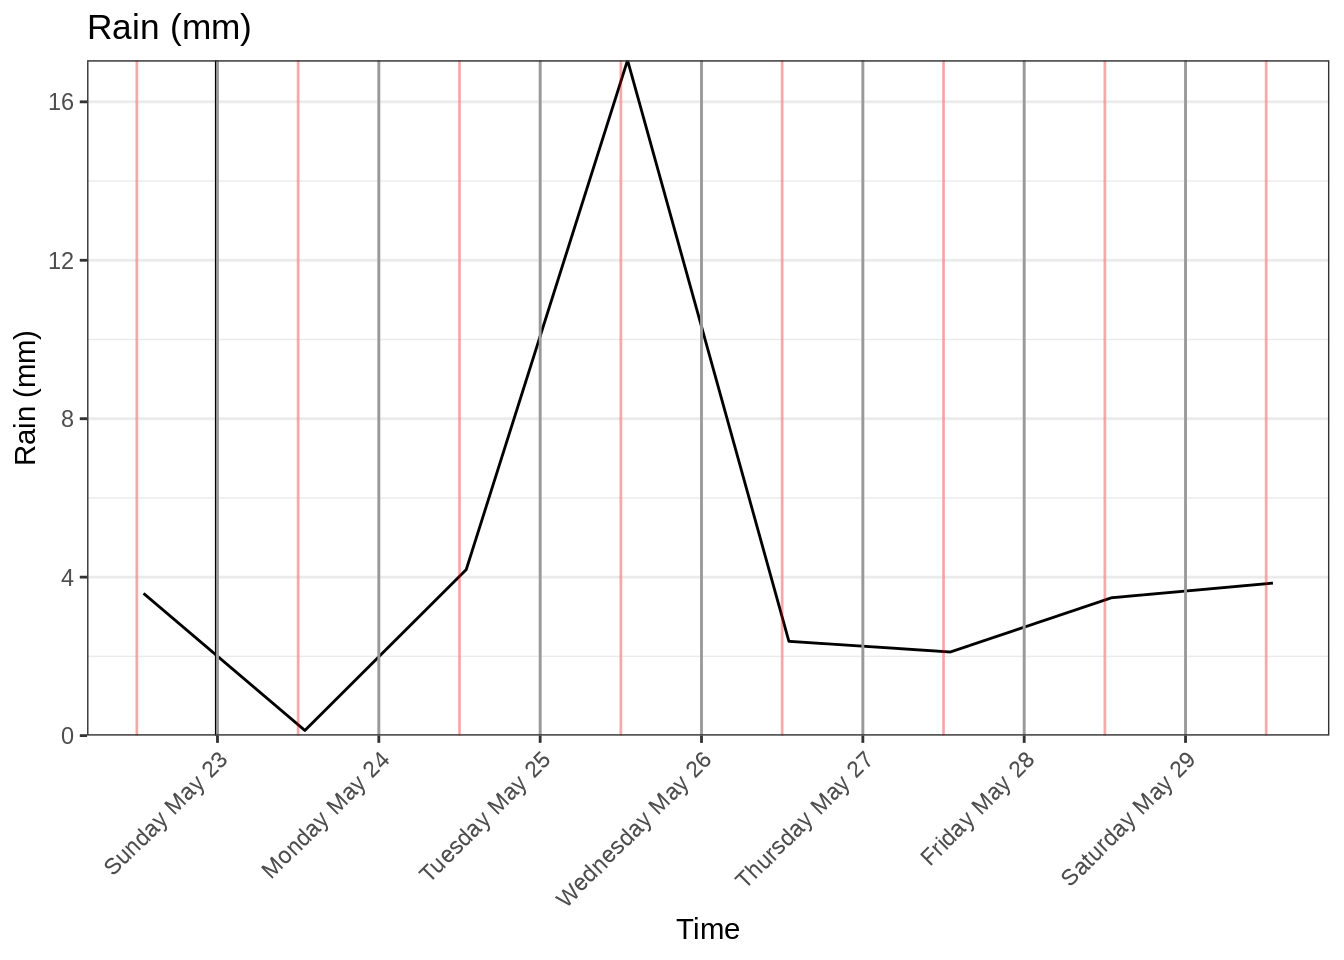 Rain (mm)
16
12
8
4
0
Rain (mm)
Sunday May 23
Monday May 24
Tuesday May 25
Wednesday May 26
Thursday May 27
Friday May 28
Saturday May 29
Time